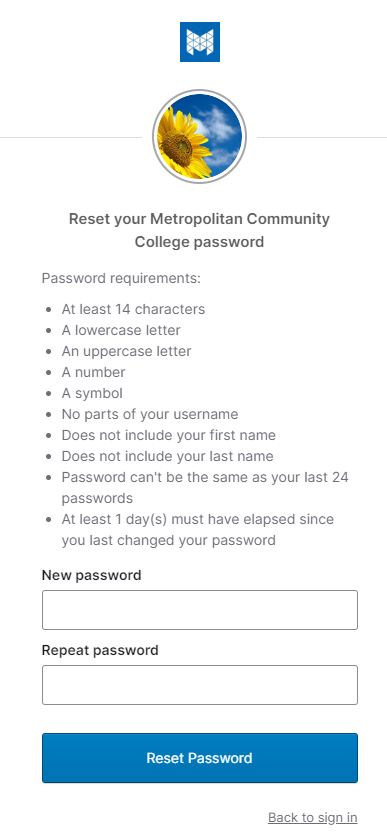 Reset your Metropolitan Community
College password
Password requirements:
At least 14 characters
A lowercase letter
An uppercase letter
A number
A symbol
No parts of your username
Does not include your first name
Does not include your last name
Password can't be the same as your last 24
passwords
At least 1 day(s) must have elapsed since
you last changed your password
New password
Repeat password
Reset Password
Back to sign in